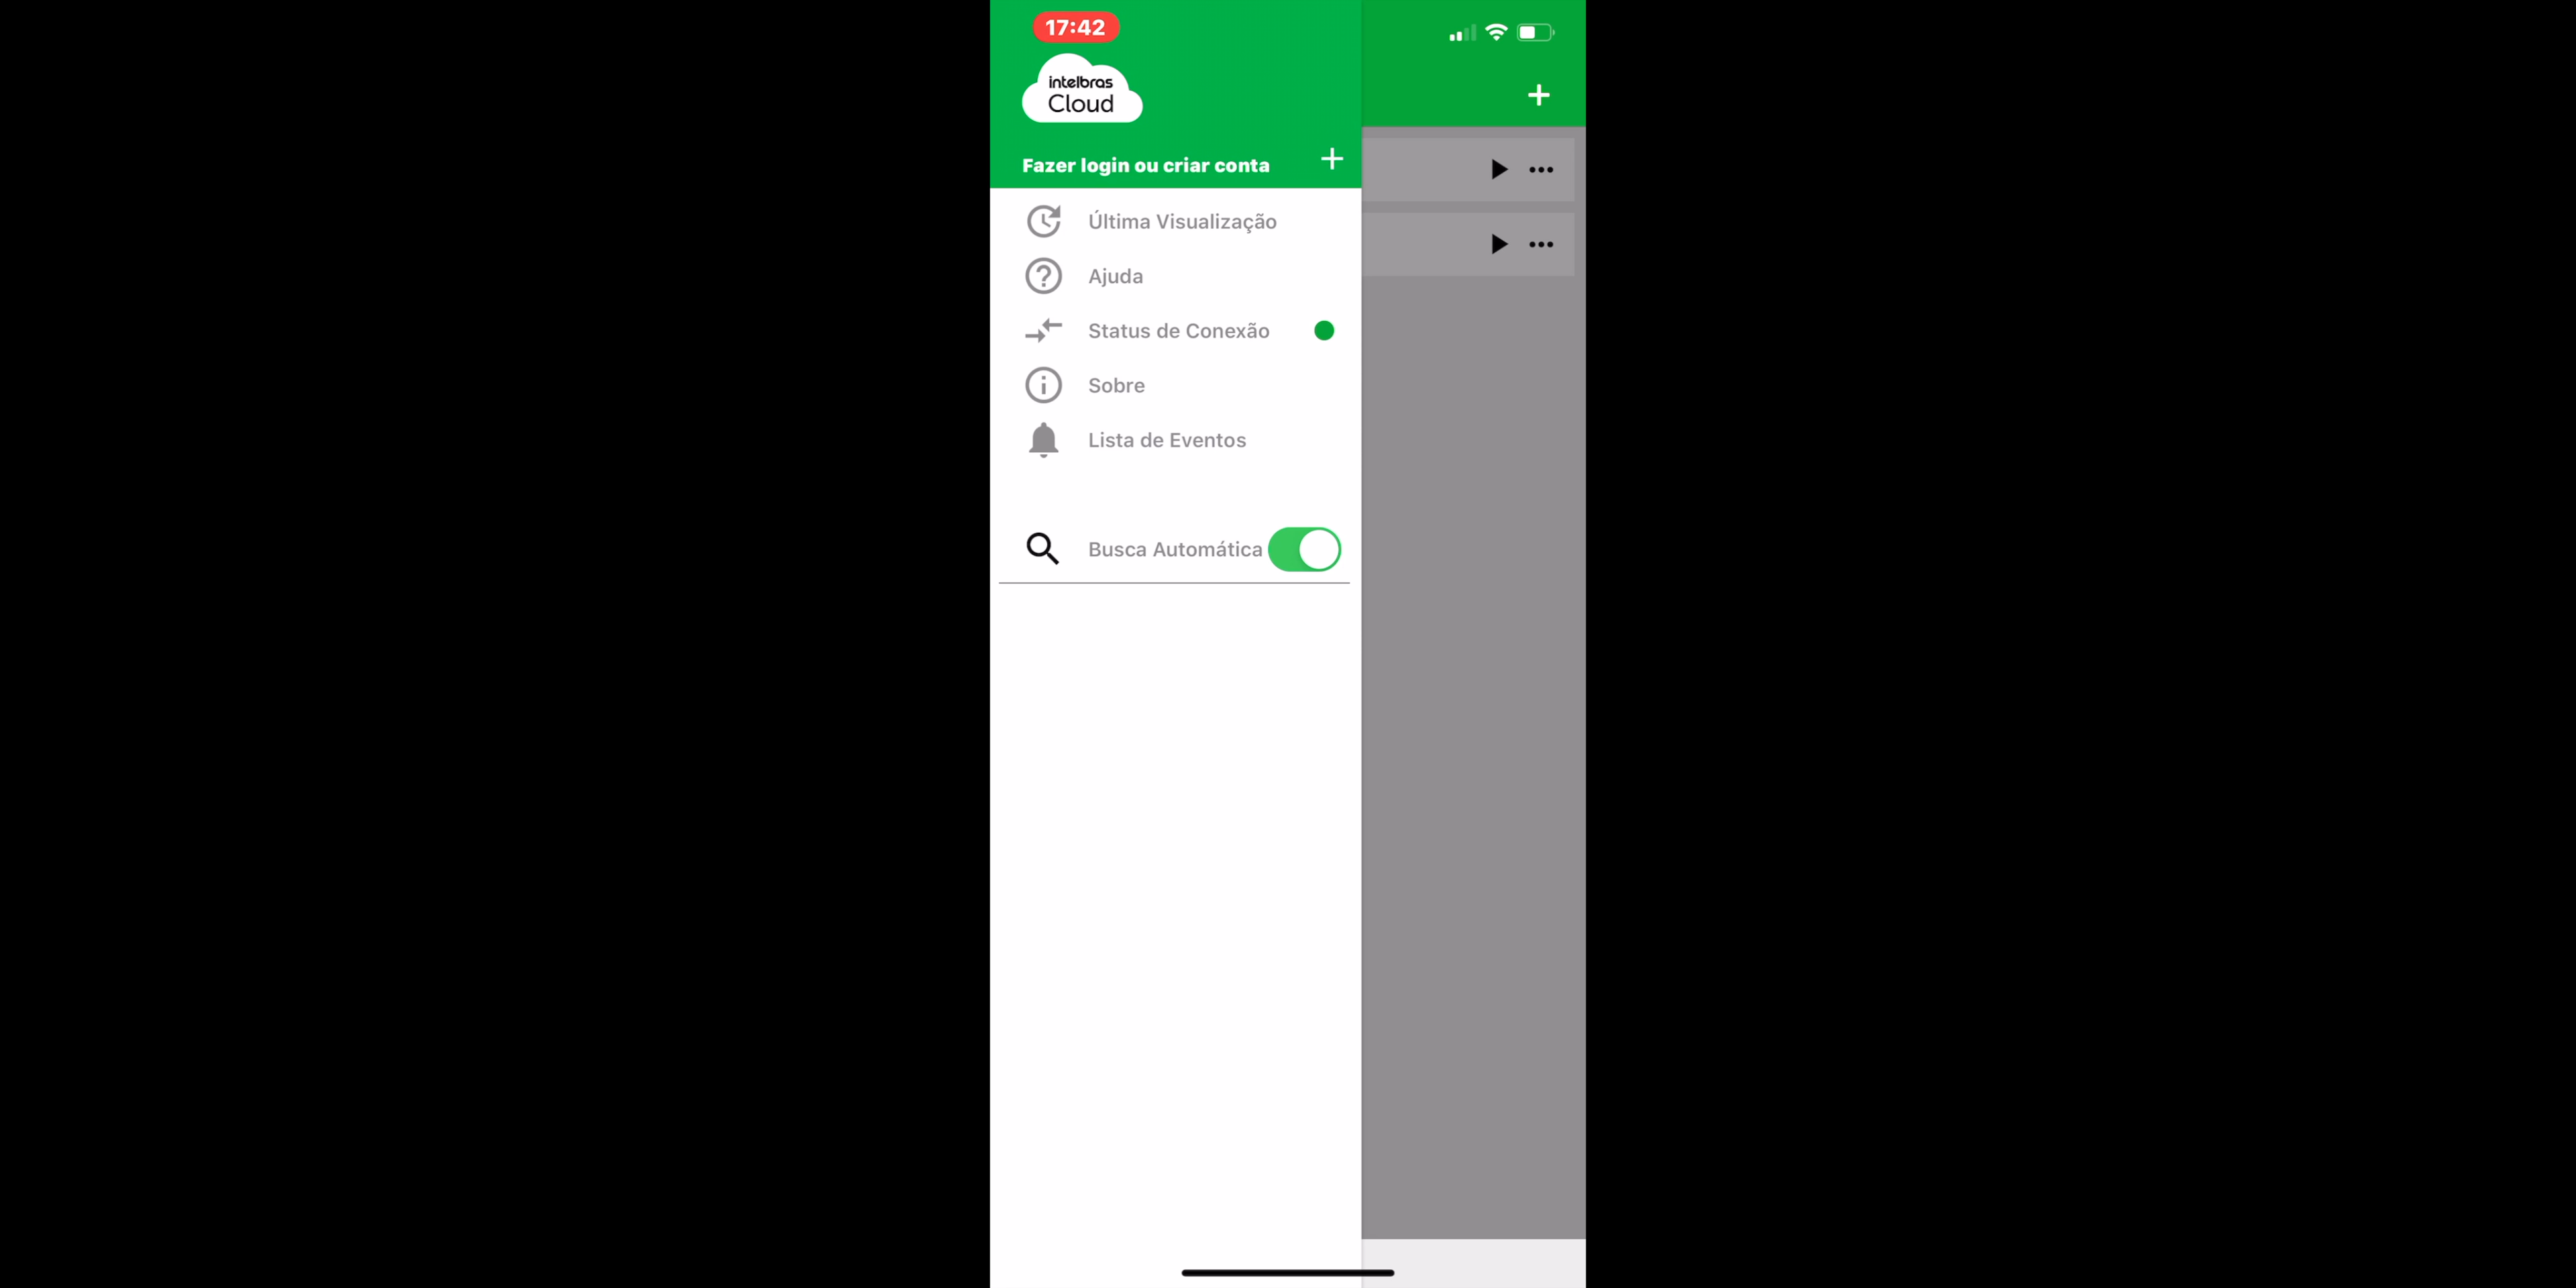 17:42
intelbras
Cloud
Fazer login ou criar conta
Última Visualização
Ajuda
Status de Conexão
Sobre
Lista de Eventos
Busca Automática